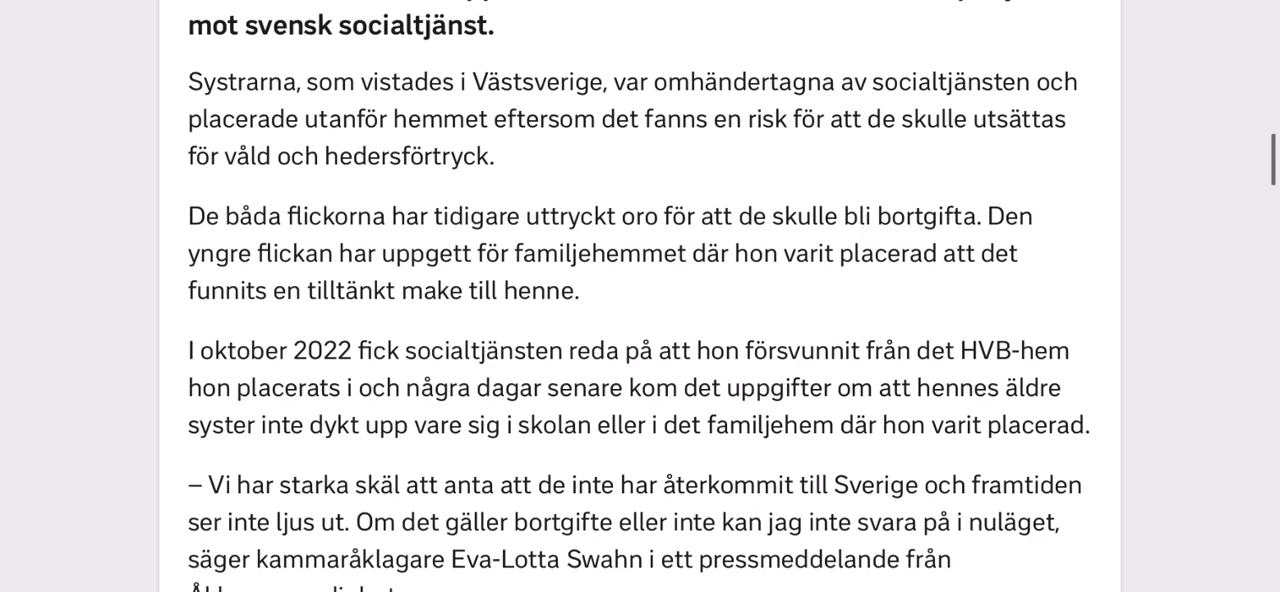 mot svensk socialtjänst.
Systrarna, som vistades i Västsverige, var omhändertagna av socialtjänsten och
placerade utanför hemmet eftersom det fanns en risk för att de skulle utsättas
för våld och hedersförtryck.
De båda flickorna har tidigare uttryckt oro för att de skulle bli bortgifta. Den
yngre flickan har uppgett för familjehemmet där hon varit placerad att det
funnits en tilltänkt make till henne.
I oktober 2022 fick socialtjänsten reda på att hon försvunnit från det HVB-hem
hon placerats i och några dagar senare kom det uppgifter om att hennes äldre
syster inte dykt upp vare sig i skolan eller i det familjehem där hon varit placerad.
– Vi har starka skäl att anta att de inte har återkommit till Sverige och framtiden
ser inte ljus ut. Om det gäller bortgifte eller inte kan jag inte svara på i nuläget,
säger kammaråklagare Eva-Lotta Swahn i ett pressmeddelande från